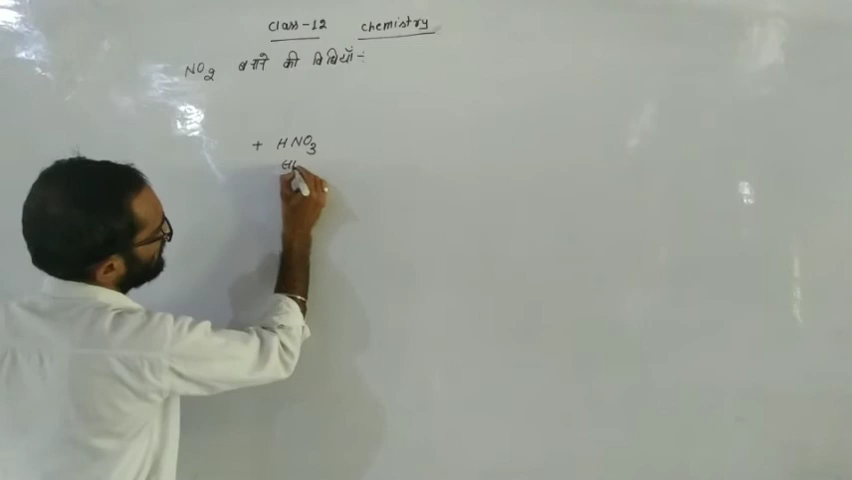 Class-12 Chemistry
NO2 बनाने की विधियाँ :-
+ HNO3